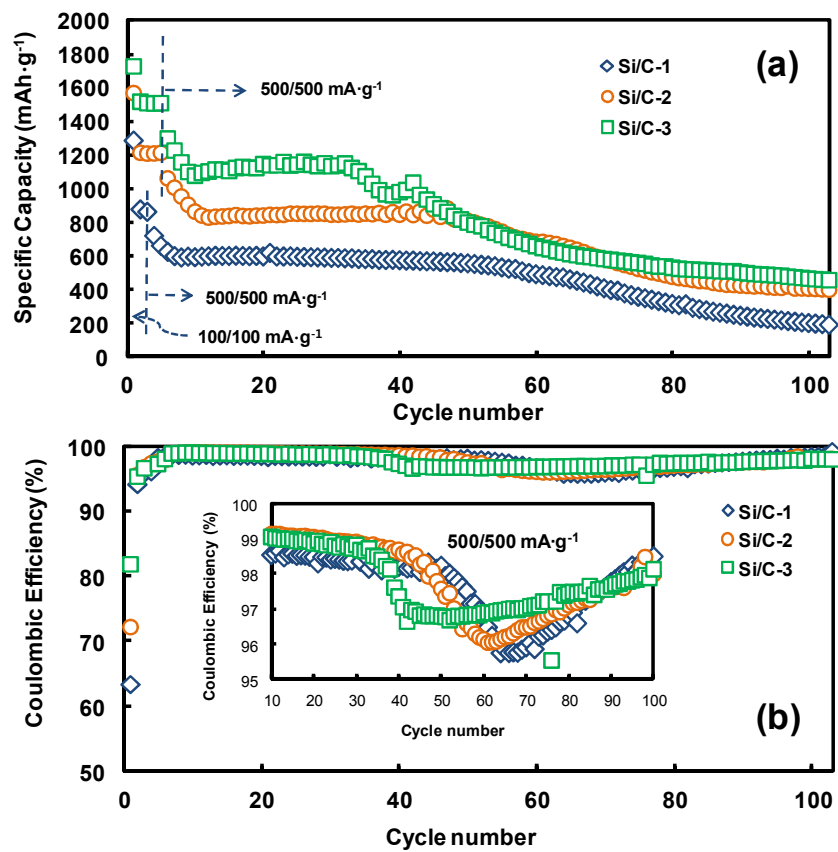 (a)
Specific Capacity (mAh·g⁻¹)
2000
1800
1600
1400
1200
1000
800
600
400
200
0
500/500 mA·g⁻¹
Si/C-1
Si/C-2
Si/C-3
500/500 mA·g⁻¹
100/100 mA·g⁻¹
0 20 40 60 80 100
Cycle number
(b)
Coulombic Efficiency (%)
100
90
80
70
60
50
Si/C-1
Si/C-2
Si/C-3
Coulombic Efficiency (%)
100
99
98
97
96
95
500/500 mA·g⁻¹
10 20 30 40 50 60 70 80 90 100
Cycle number
0 20 40 60 80 100
Cycle number